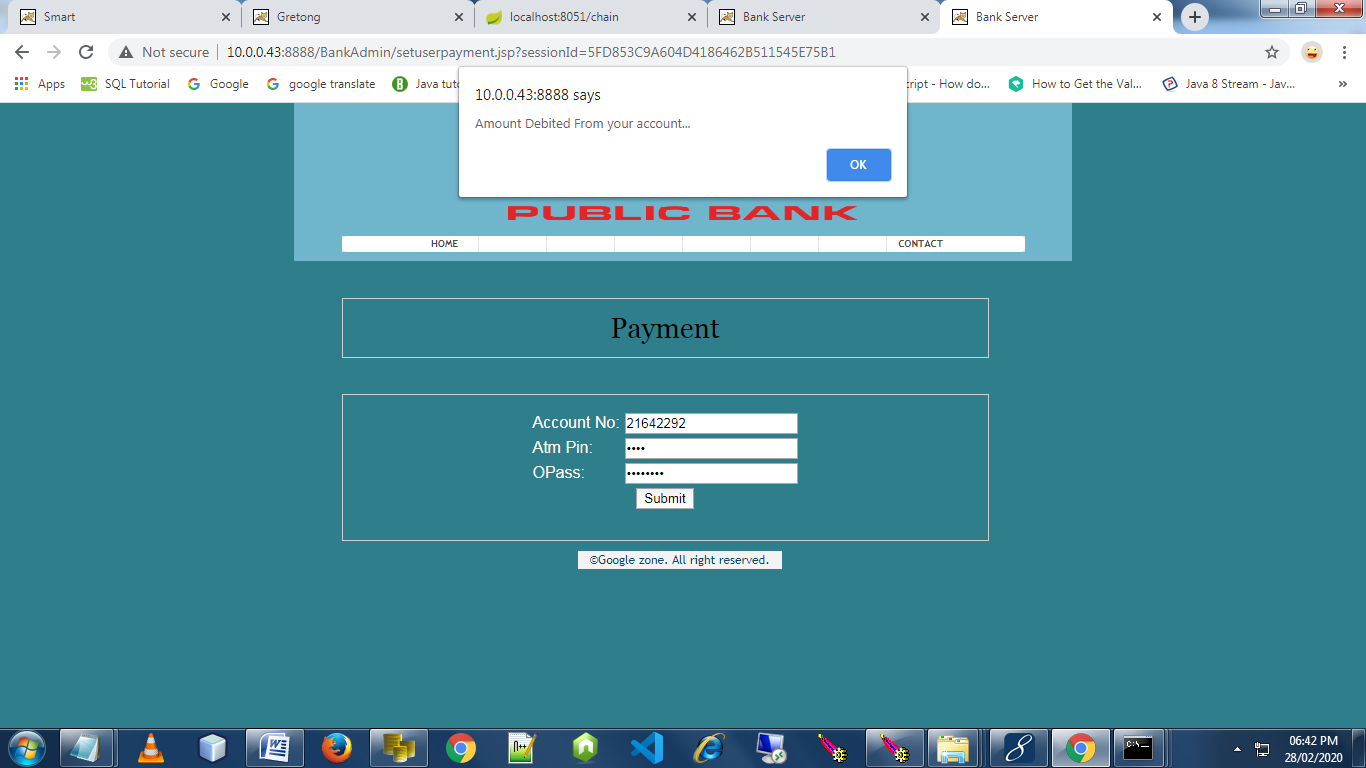 Smart
Gretong
localhost:8051/chain
Bank Server
Bank Server
Not secure
10.0.0.43:8888/BankAdmin/setuserpayment.jsp?sessionId=5FD853C9A604D4186462B511545E75B1
Apps
SQL Tutorial
Google
google translate
Java tuto
cript - How do...
How to Get the Val...
Java 8 Stream - Jav...
»
10.0.0.43:8888 says
Amount Debited From your account...
OK
PUBLIC BANK
HOME
CONTACT
Payment
Account No: 21642292
Atm Pin: ••••
OPass: ••••••••
Submit
©Google zone. All right reserved.
06:42 PM
28/02/2020